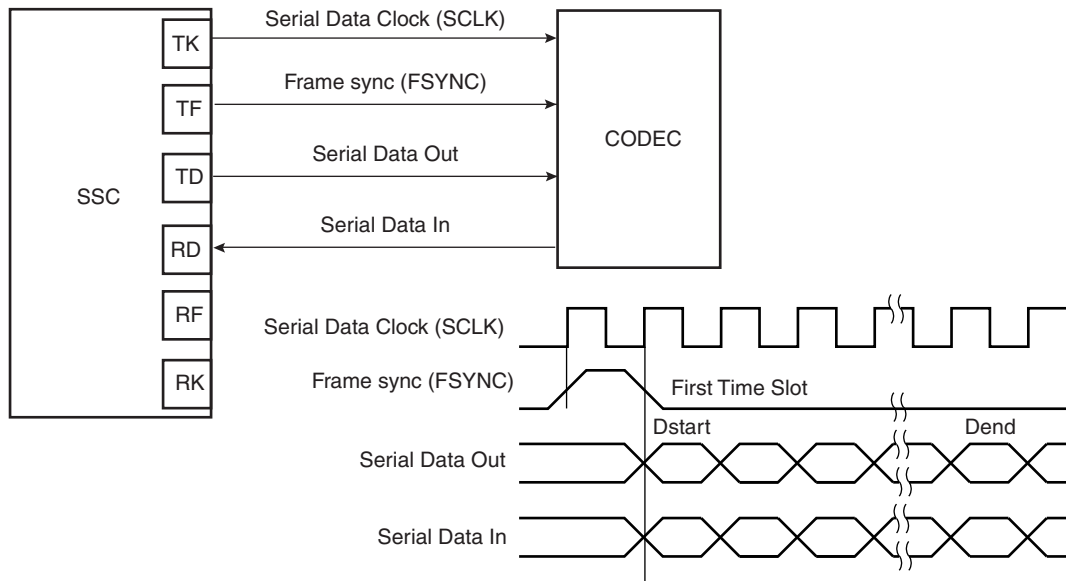 SSC
TK
TF
TD
RD
RF
RK
Serial Data Clock (SCLK)
Frame sync (FSYNC)
Serial Data Out
Serial Data In
CODEC
Serial Data Clock (SCLK)
Frame sync (FSYNC)
First Time Slot
Dstart
Dend
Serial Data Out
Serial Data In